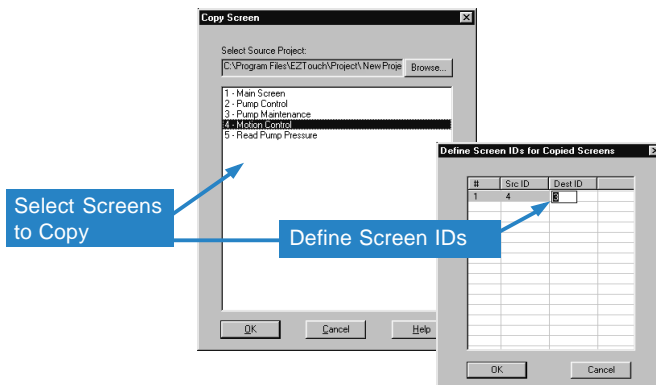 Copy Screen
Select Source Project:
C:\Program Files\EZTouch\Project\New Proje
Browse...
1 - Main Screen
2 - Pump Control
3 - Pump Maintenance
4 - Motion Control
5 - Read Pump Pressure
OK
Cancel
Help
Define Screen IDs for Copied Screens
# Src ID Dest ID
1 4 3
OK
Cancel
Select Screens
to Copy
Define Screen IDs